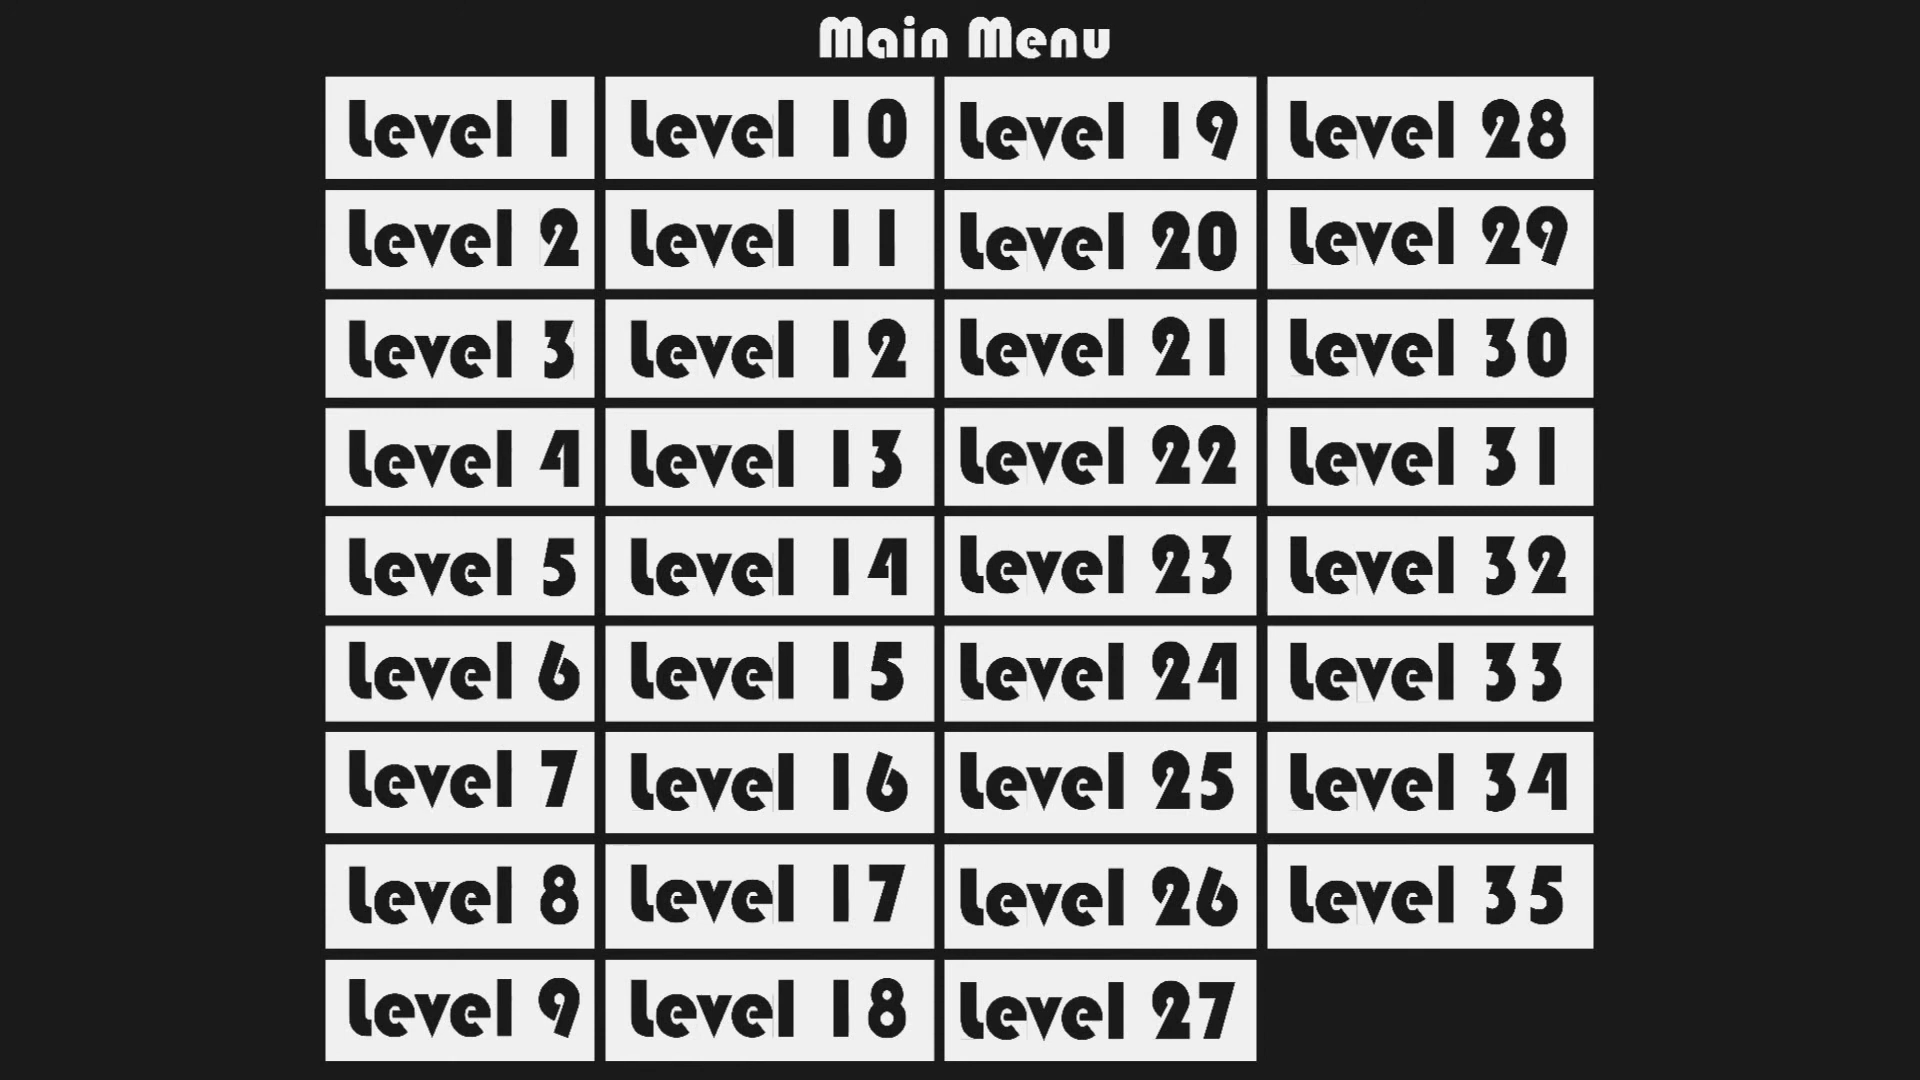 Main Menu
Level 1
Level 2
Level 3
Level 4
Level 5
Level 6
Level 7
Level 8
Level 9
Level 10
Level 11
Level 12
Level 13
Level 14
Level 15
Level 16
Level 17
Level 18
Level 19
Level 20
Level 21
Level 22
Level 23
Level 24
Level 25
Level 26
Level 27
Level 28
Level 29
Level 30
Level 31
Level 32
Level 33
Level 34
Level 35